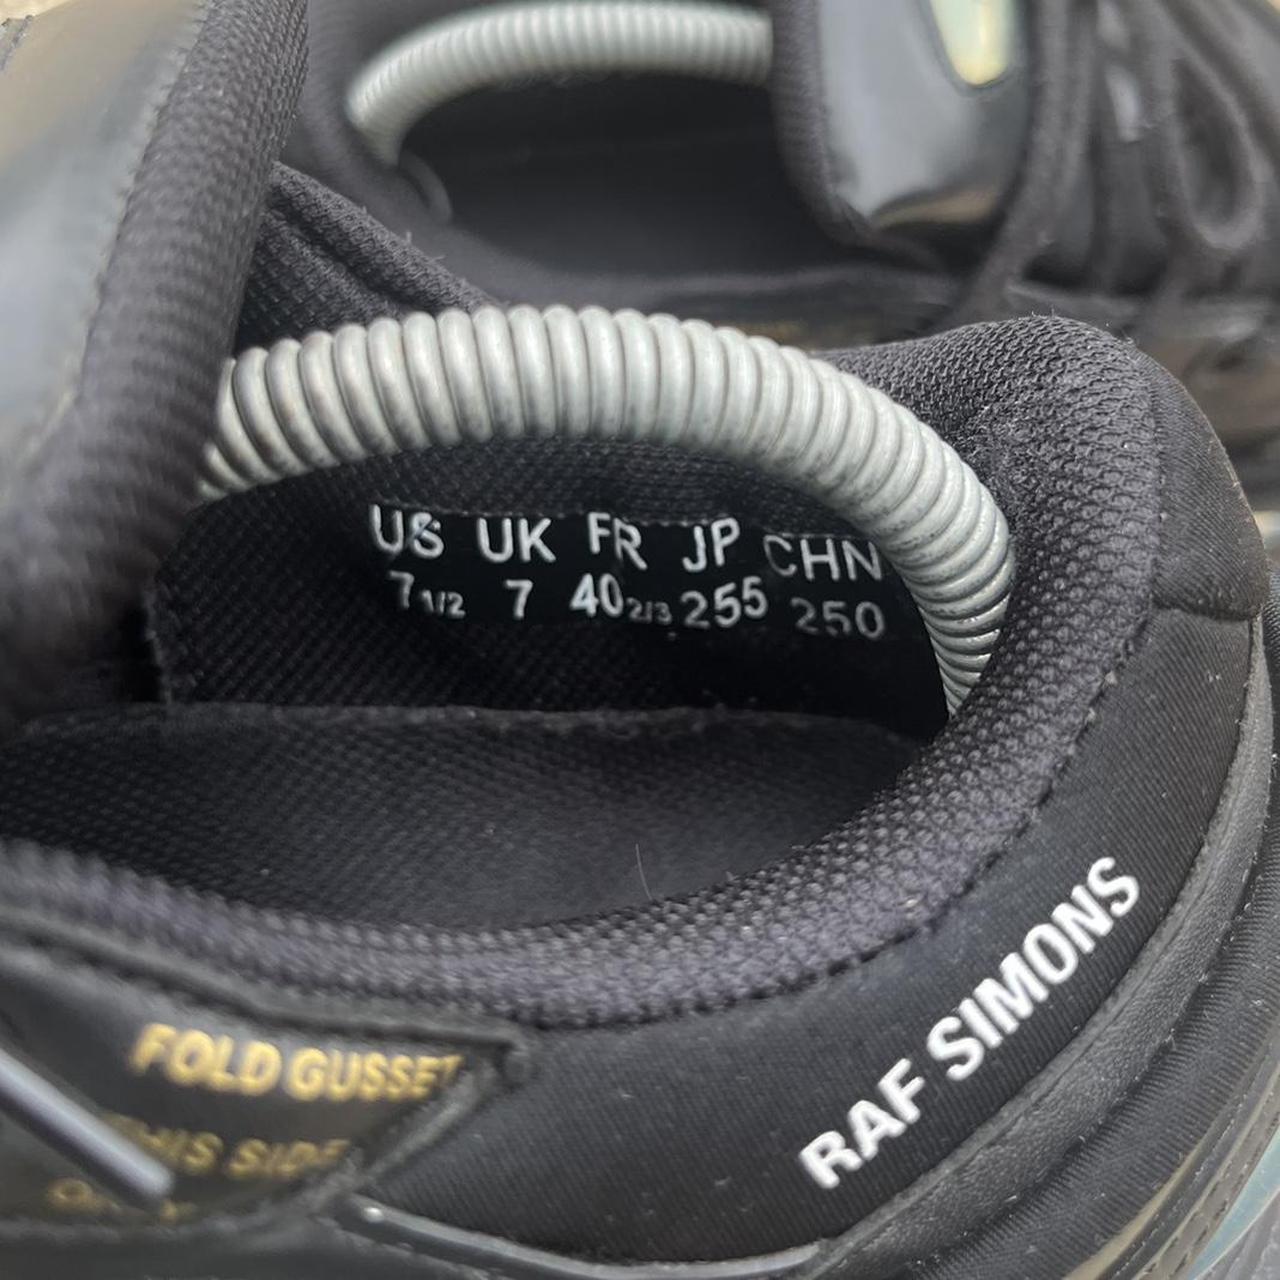 US UK FR JP CHN
7 1/2 7 40 2/3 255 250
RAF SIMONS
FOLD GUSSET
THIS SIDE